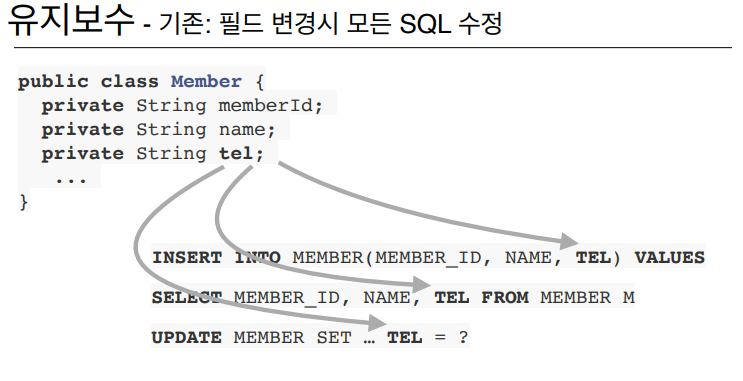 유지보수 - 기존: 필드 변경시 모든 SQL 수정
public class Member {
private String memberId;
private String name;
private String tel;
...
}
INSERT INTO MEMBER(MEMBER_ID, NAME, TEL) VALUES
SELECT MEMBER_ID, NAME, TEL FROM MEMBER M
UPDATE MEMBER SET … TEL = ?